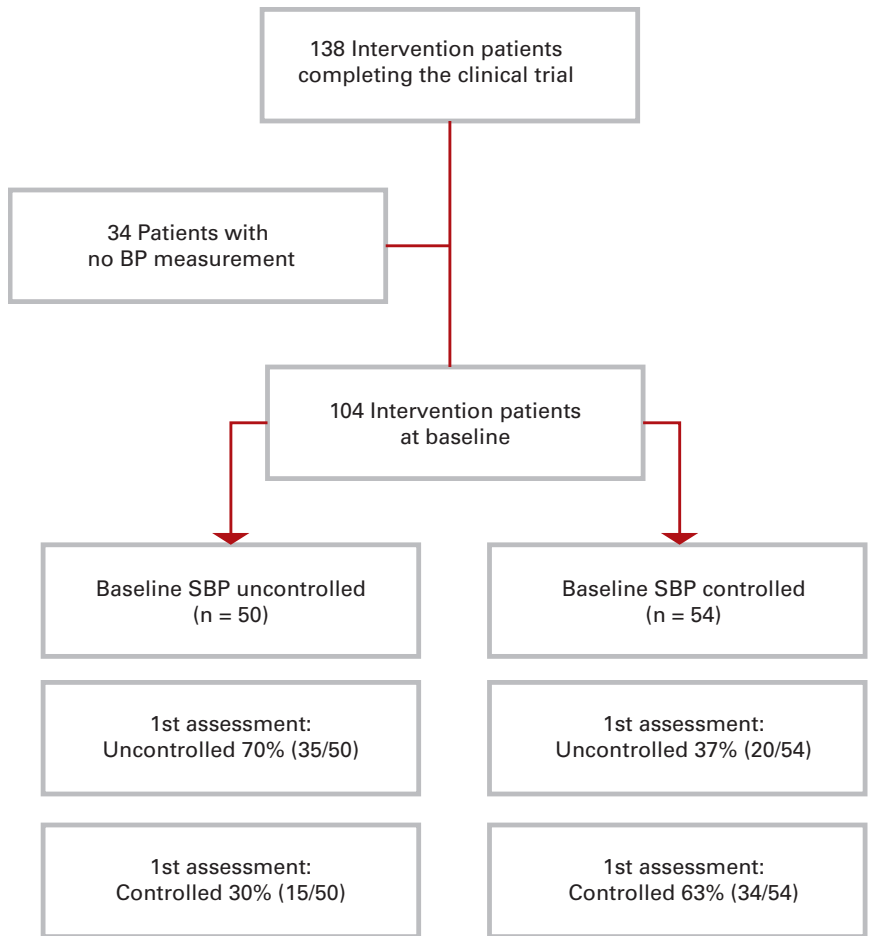 138 Intervention patients
completing the clinical trial
34 Patients with
no BP measurement
104 Intervention patients
at baseline
Baseline SBP uncontrolled
(n = 50)
Baseline SBP controlled
(n = 54)
1st assessment:
Uncontrolled 70% (35/50)
1st assessment:
Uncontrolled 37% (20/54)
1st assessment:
Controlled 30% (15/50)
1st assessment:
Controlled 63% (34/54)